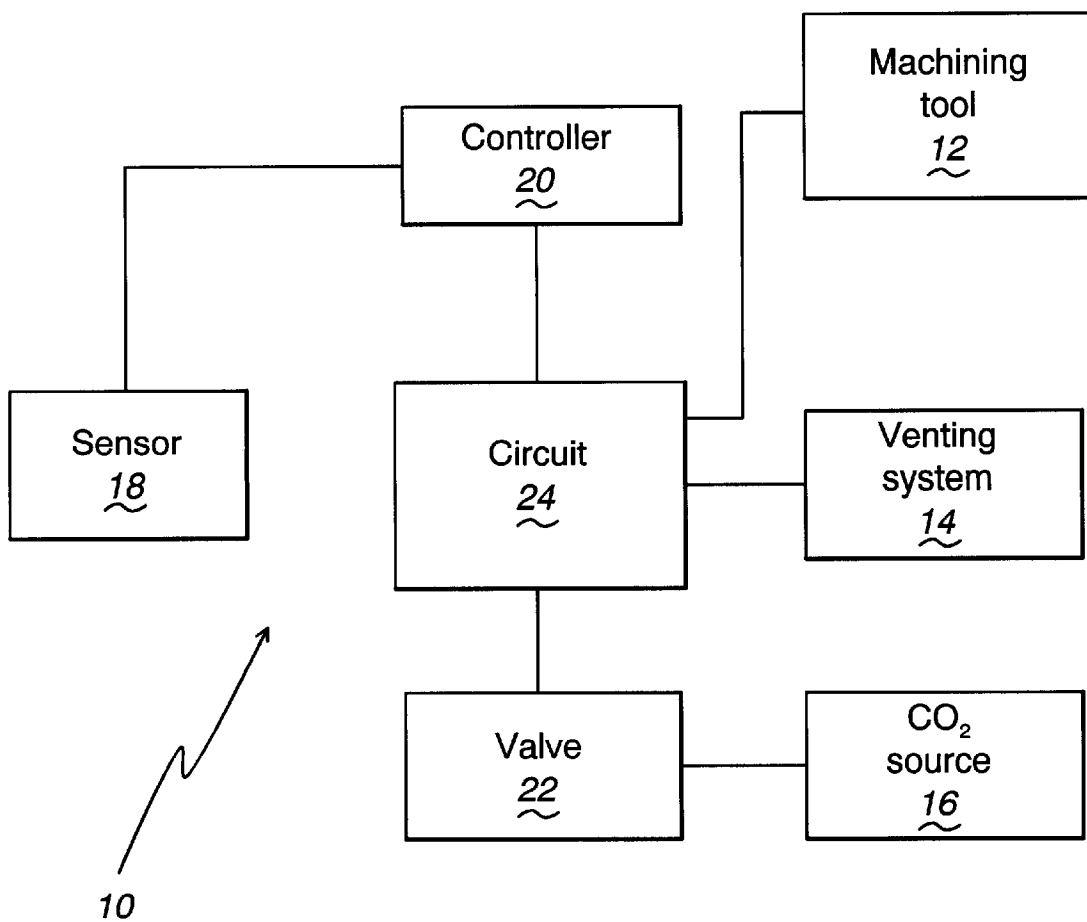 Machining
tool
12
Controller
20
Sensor
18
Circuit
24
Venting
system
14
Valve
22
CO₂
source
16
10